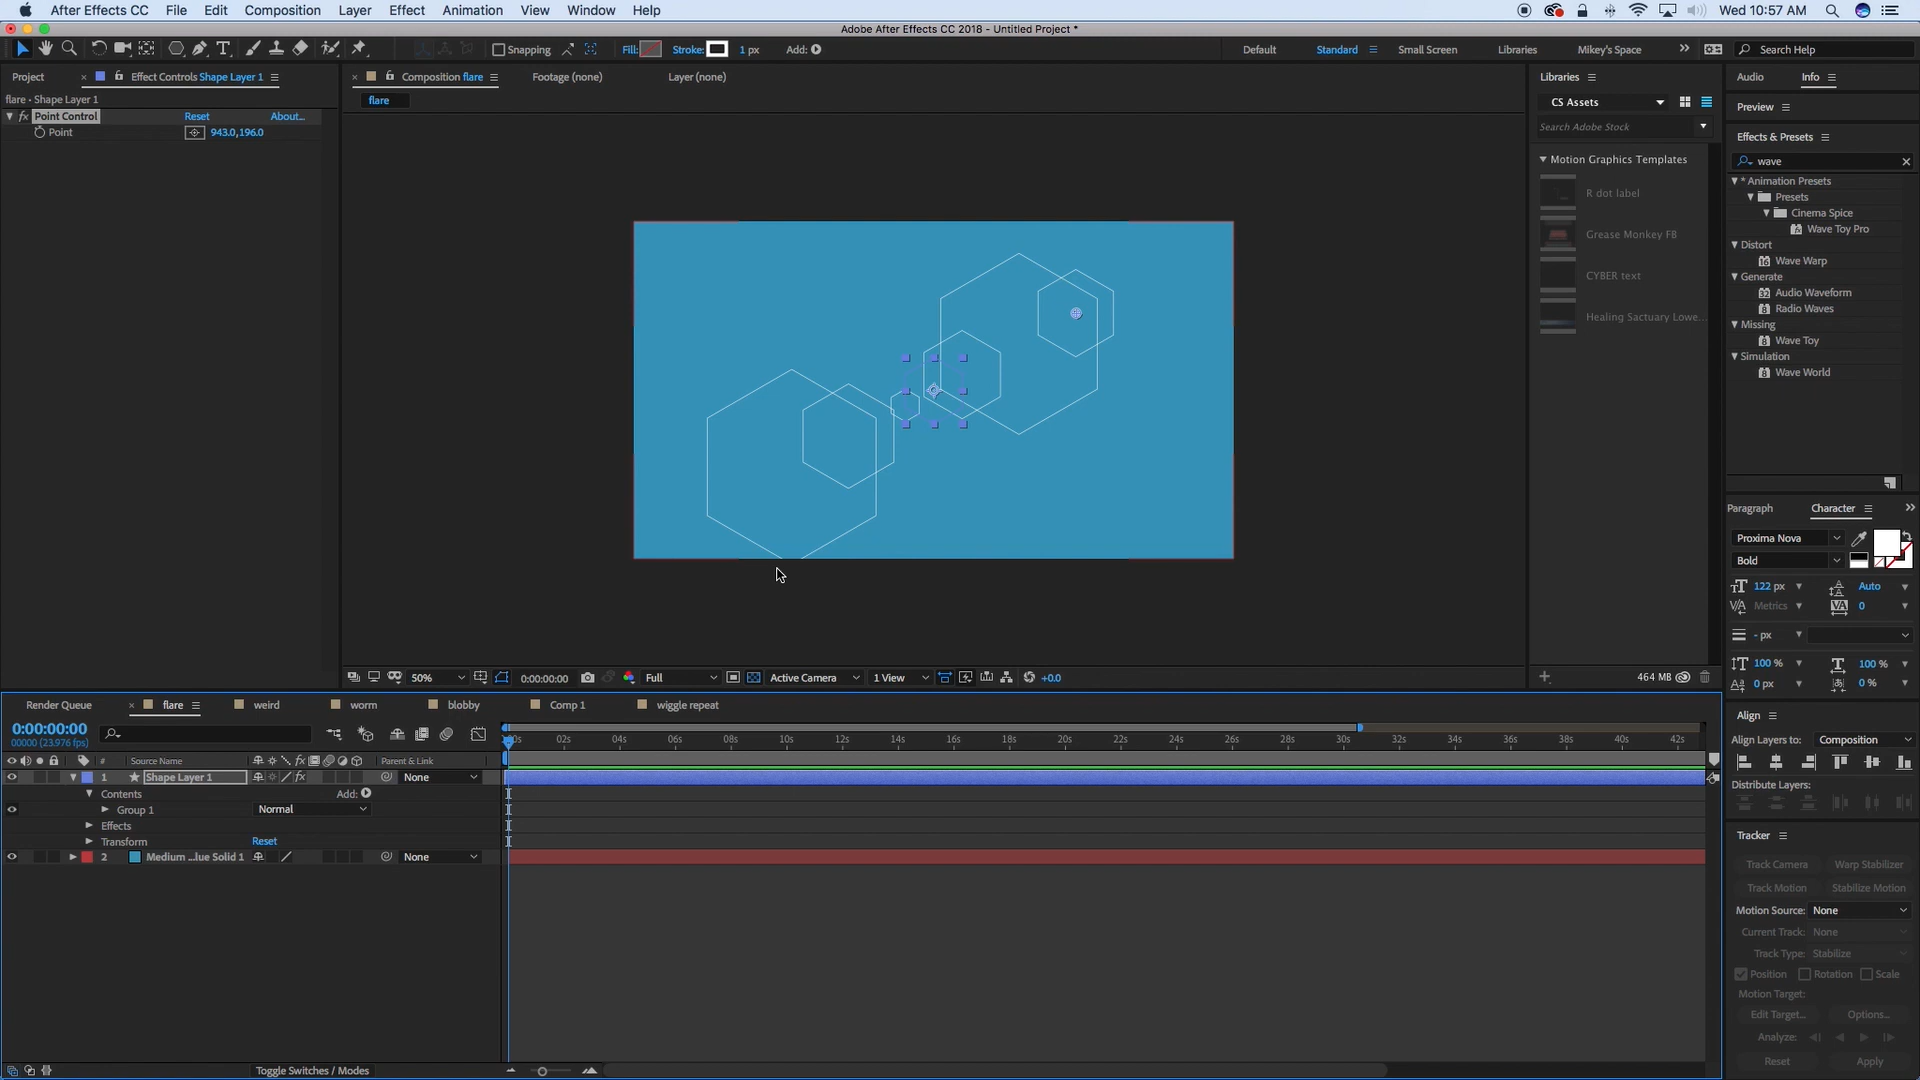 After Effects CC File Edit Composition Layer Effect Animation View Window Help Wed 10:57 AM
Adobe After Effects CC 2018 - Untitled Project *
Snapping Fill: Stroke: 1 px Add: Default Standard Small Screen Libraries Mikey's Space Search Help
Project Effect Controls Shape Layer 1 Composition flare Footage (none) Layer (none) Libraries Audio Info
flare • Shape Layer 1
flare
CS Assets
Preview
Point Control Reset About...
Point 943.0,196.0
Search Adobe Stock
Effects & Presets
wave
Motion Graphics Templates
R dot label
Grease Monkey FB
CYBER text
Healing Sactuary Lowe...
* Animation Presets
Presets
Cinema Spice
Wave Toy Pro
Distort
Wave Warp
Generate
Audio Waveform
Radio Waves
Missing
Wave Toy
Simulation
Wave World
Paragraph Character
Proxima Nova
Bold
122 px Auto
Metrics 0
- px
100 % 100 %
0 px 0 %
50% 0:00:00:00 Full Active Camera 1 View +0.0
464 MB
Render Queue flare weird worm blobby Comp 1 wiggle repeat
0:00:00:00
00000 (23.976 fps)
02s 04s 06s 08s 10s 12s 14s 16s 18s 20s 22s 24s 26s 28s 30s 32s 34s 36s 38s 40s 42s
# Source Name Parent & Link
1 Shape Layer 1 None
Contents Add:
Group 1 Normal
Effects
Transform Reset
2 Medium ...lue Solid 1 None
Toggle Switches / Modes
Align
Align Layers to: Composition
Distribute Layers:
Tracker
Track Camera Warp Stabilizer
Track Motion Stabilize Motion
Motion Source: None
Current Track: None
Track Type: Stabilize
Position Rotation Scale
Motion Target:
Edit Target... Options...
Analyze:
Reset Apply